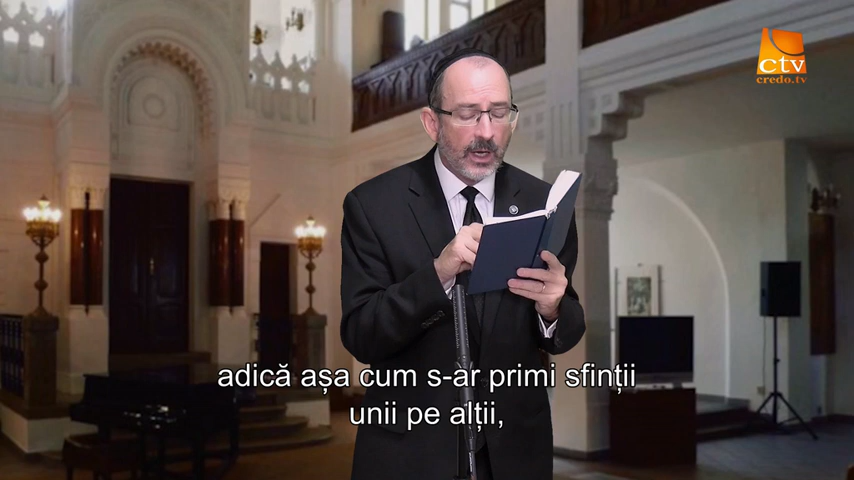 ctv
credo.tv
adică așa cum s-ar primi sfinții
unii pe alții,